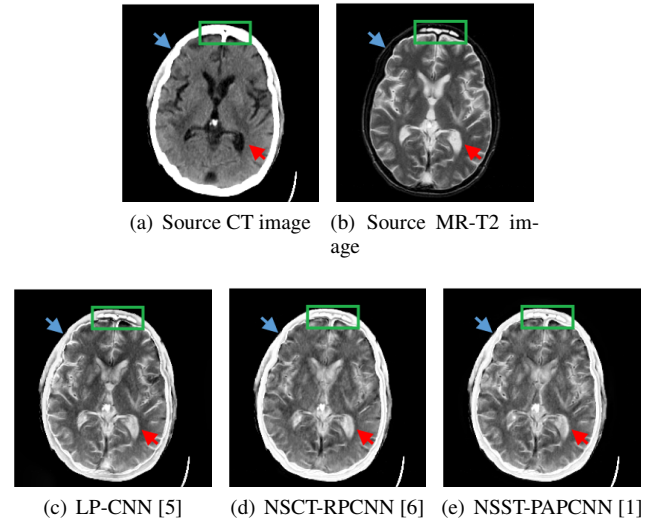 (a) Source CT image
(b) Source MR-T2 im-
age
(c) LP-CNN [5]
(d) NSCT-RPCNN [6]
(e) NSST-PAPCNN [1]